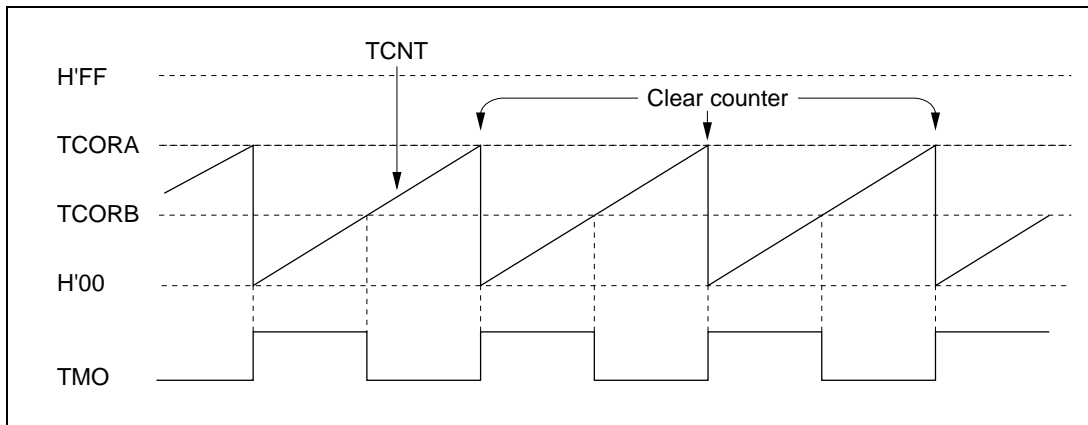 TCNT
H'FF
Clear counter
TCORA
TCORB
H'00
TMO